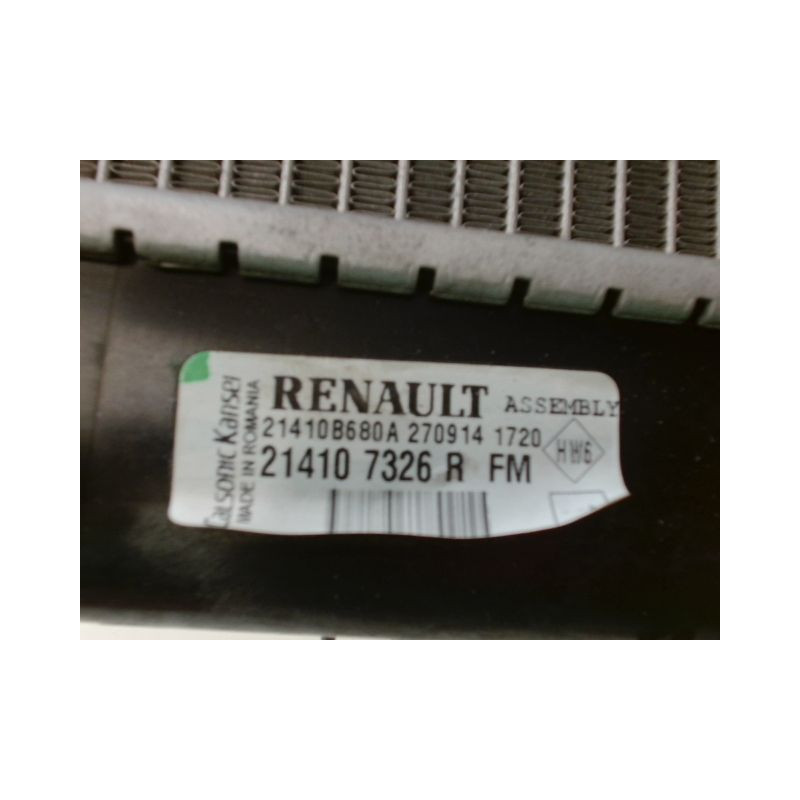 RENAULT ASSEMBLY
21410B680A 270914 1720
21410 7326 R FM
HW6
Calsonic Kansei
MADE IN ROMANIA